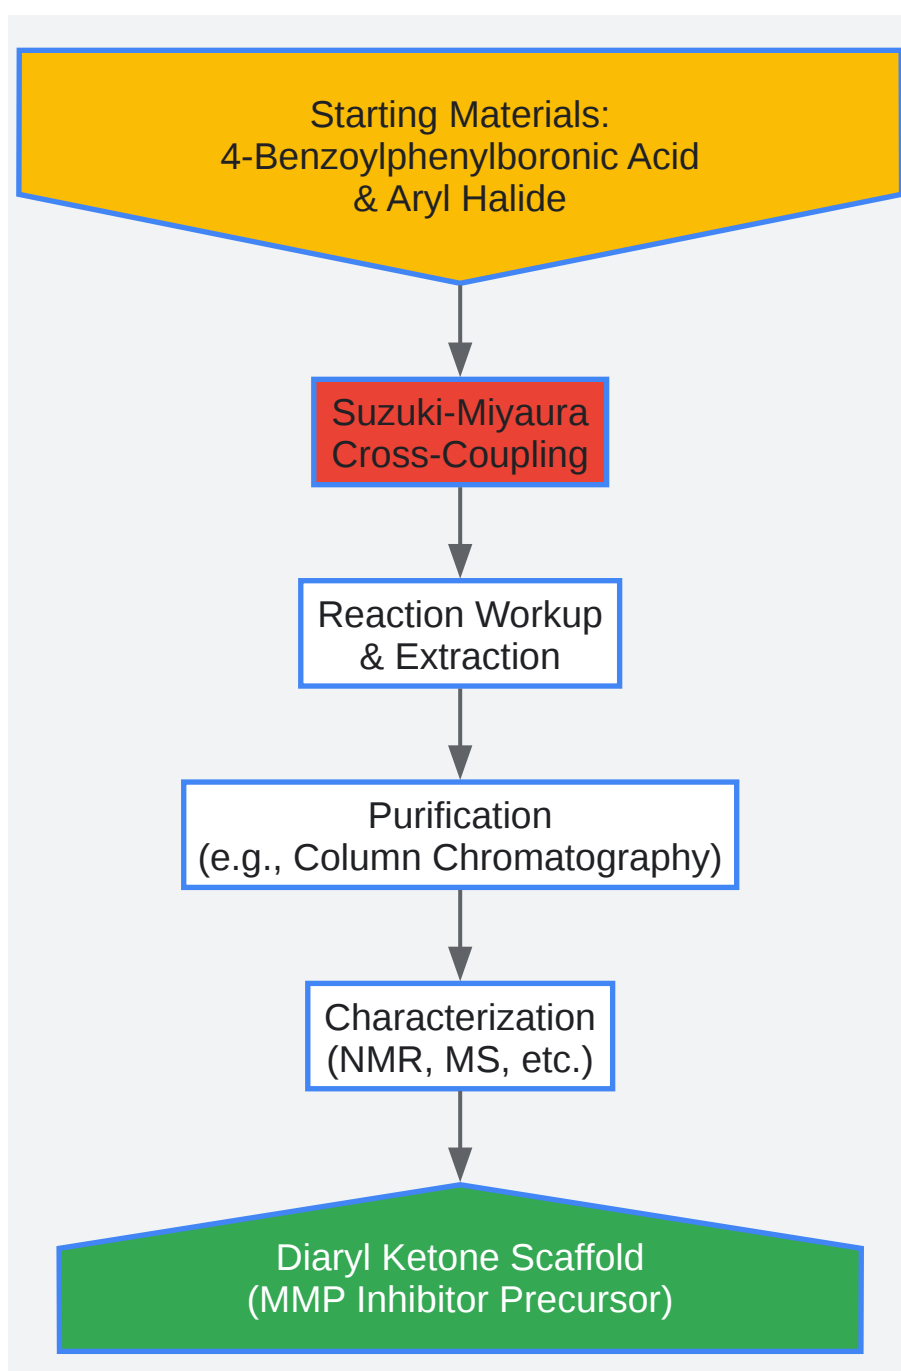 Starting Materials:
4-Benzoylphenylboronic Acid
& Aryl Halide
Suzuki-Miyaura
Cross-Coupling
Reaction Workup
& Extraction
Purification
(e.g., Column Chromatography)
Characterization
(NMR, MS, etc.)
Diaryl Ketone Scaffold
(MMP Inhibitor Precursor)